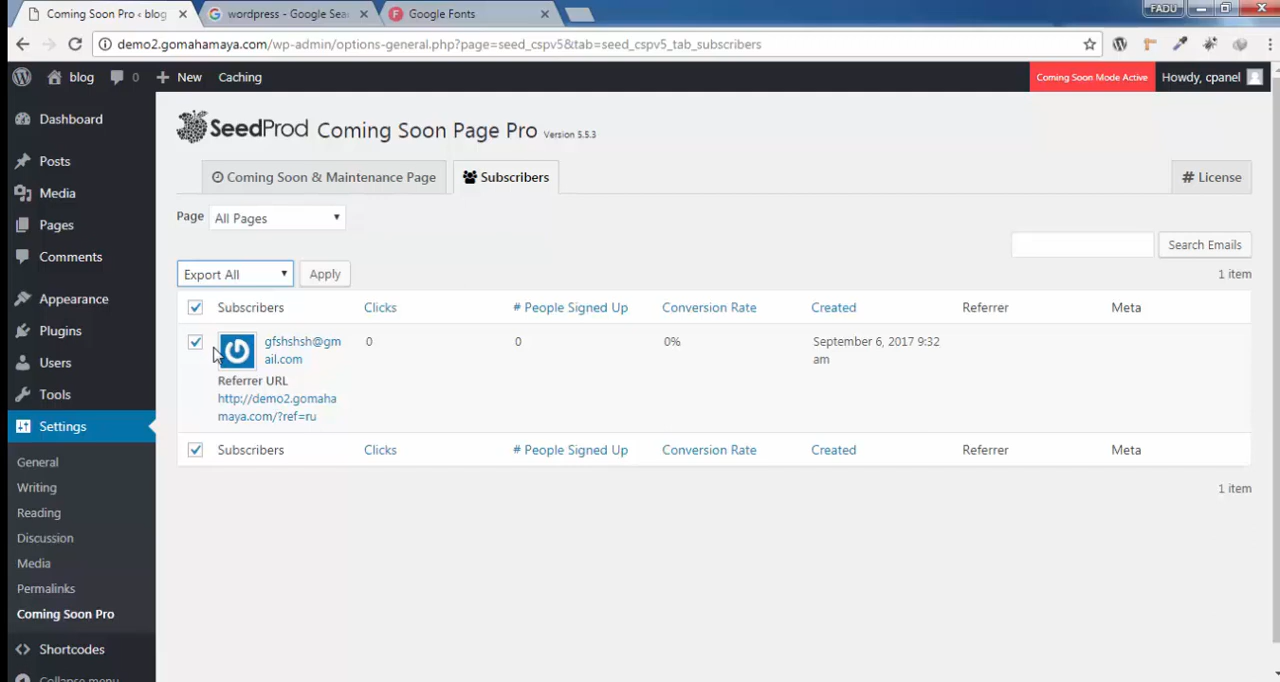 Coming Soon Pro ‹ blog
wordpress - Google Sea
Google Fonts
FADU
demo2.gomahamaya.com/wp-admin/options-general.php?page=seed_cspv5&tab=seed_cspv5_tab_subscribers
blog 0 New Caching Coming Soon Mode Active Howdy, cpanel
Dashboard
Posts
Media
Pages
Comments
Appearance
Plugins
Users
Tools
Settings
General
Writing
Reading
Discussion
Media
Permalinks
Coming Soon Pro
Shortcodes
Collapse menu
SeedProd Coming Soon Page Pro Version 5.5.3
Coming Soon & Maintenance Page Subscribers # License
Page All Pages
Search Emails
Export All Apply 1 item
Subscribers Clicks # People Signed Up Conversion Rate Created Referrer Meta
gfshshsh@gm 0 0 0% September 6, 2017 9:32
ail.com am
Referrer URL
http://demo2.gomaha
maya.com/?ref=ru
Subscribers Clicks # People Signed Up Conversion Rate Created Referrer Meta
1 item